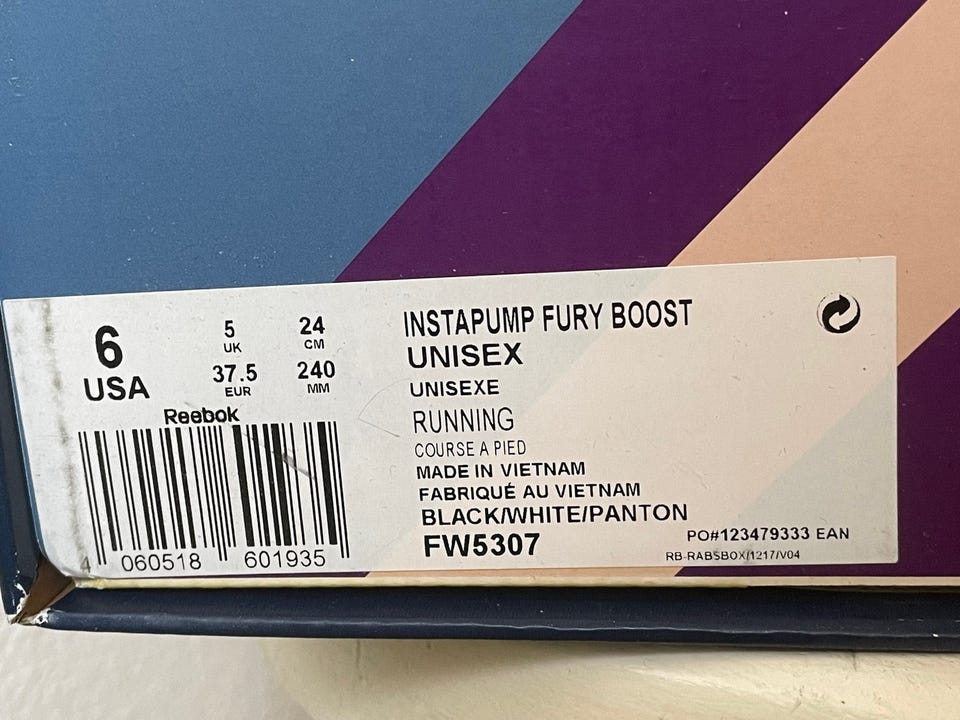 6
USA
5
UK
37.5
EUR
24
CM
240
MM
Reebok
4 060518 601935
INSTAPUMP FURY BOOST
UNISEX
UNISEXE
RUNNING
COURSE A PIED
MADE IN VIETNAM
FABRIQUÉ AU VIETNAM
BLACK/WHITE/PANTON
FW5307
PO#123479333 EAN
RB-RABSBOX/1217/V04